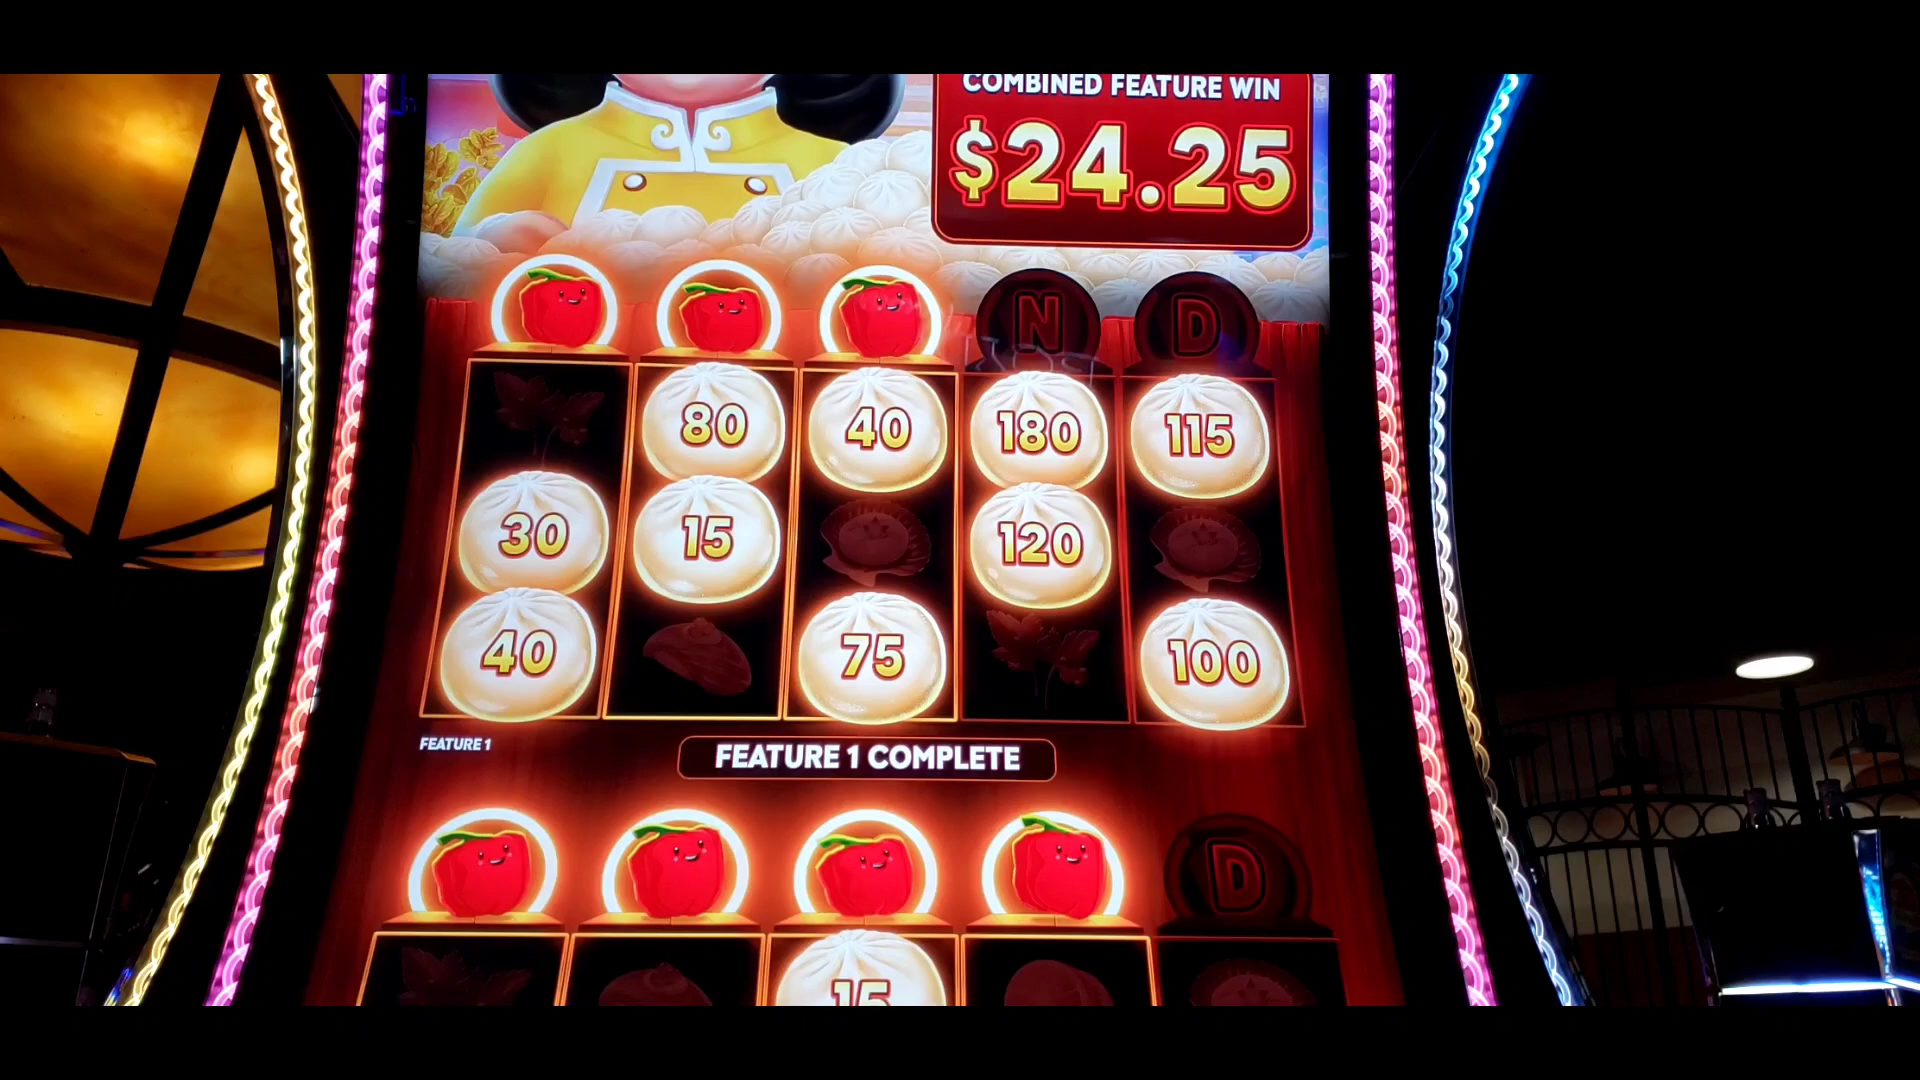 COMBINED FEATURE WIN
$24.25
N D
80 40 180 115
30 15 120
40 75 100
FEATURE 1
FEATURE 1 COMPLETE
D
15